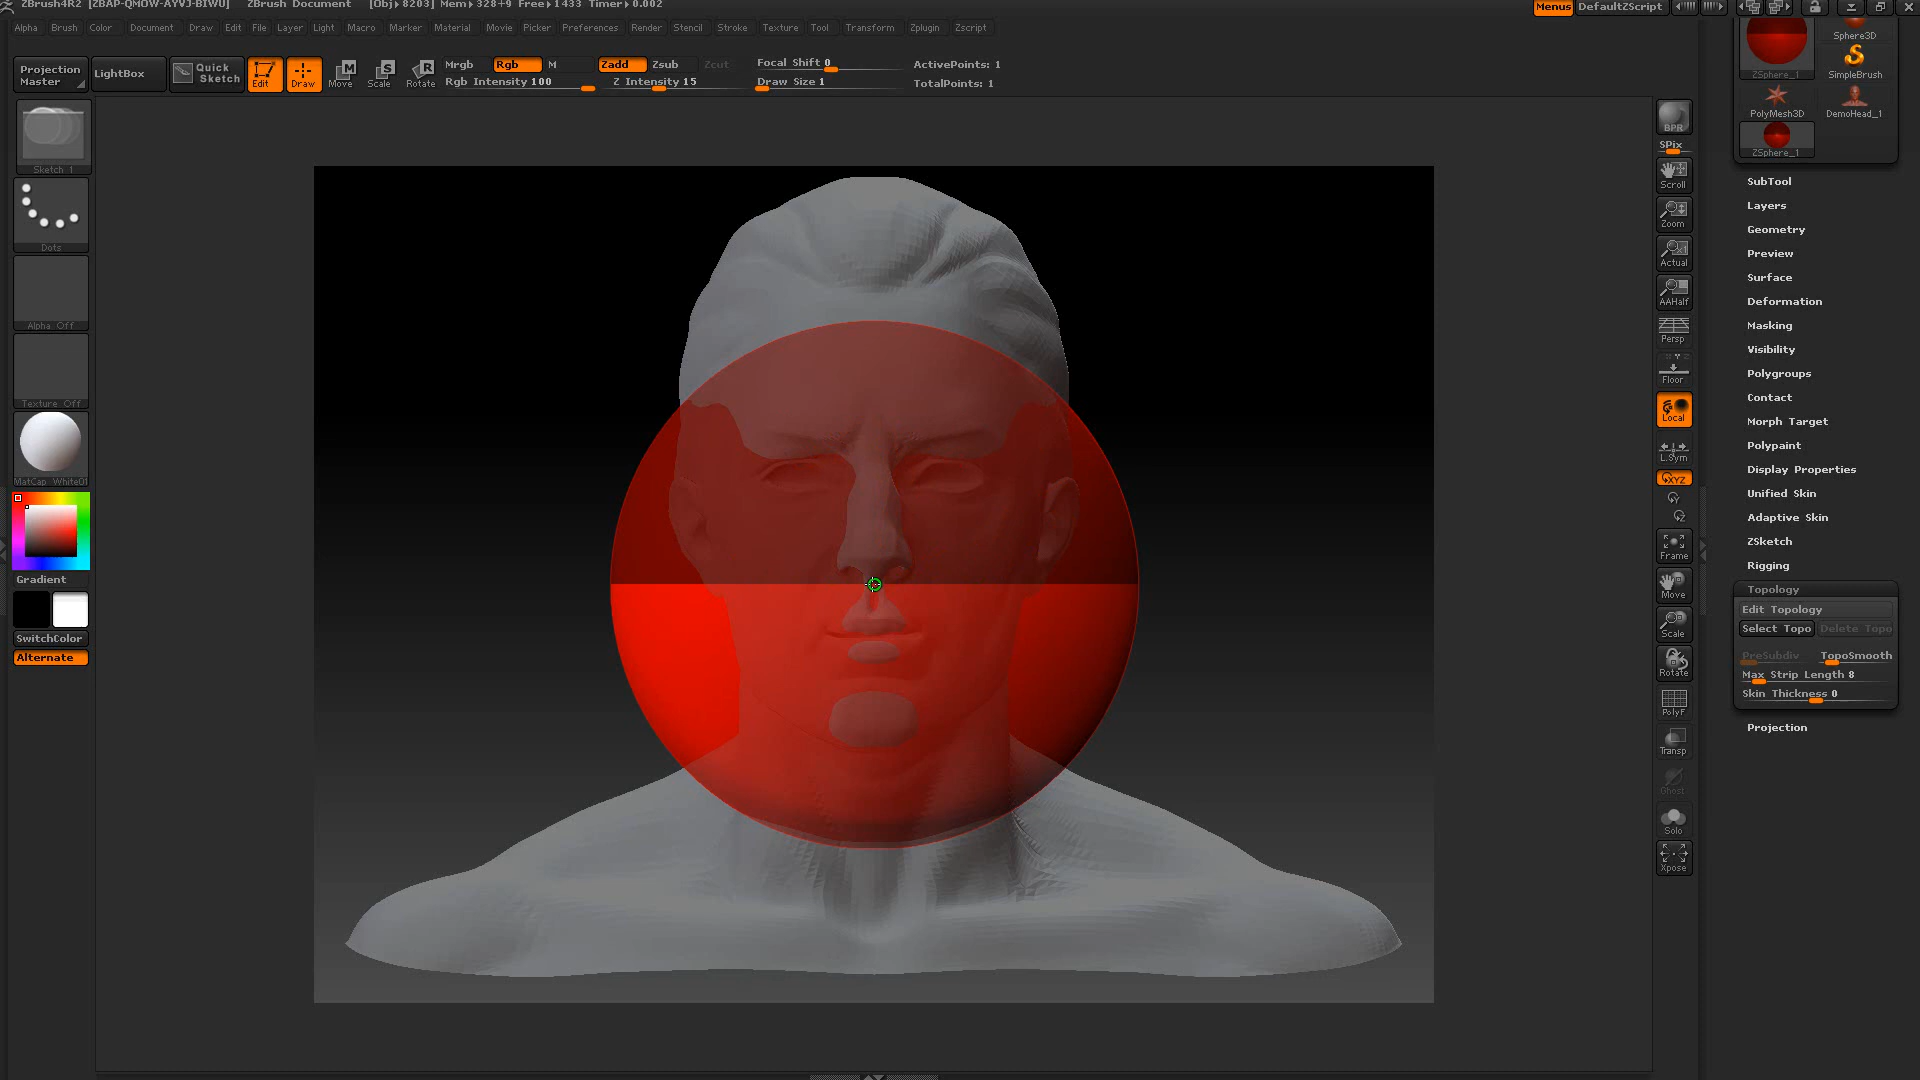 ZBrush4R2 [ZBAP-QMOW-AYVJ-BIWU] ZBrush Document [Obj▸8203] Mem▸328+9 Free▸1433 Timer▸0.002 Menus DefaultZScript
Alpha Brush Color Document Draw Edit File Layer Light Macro Marker Material Movie Picker Preferences Render Stencil Stroke Texture Tool Transform Zplugin Zscript
Projection Master
LightBox
Quick Sketch
Edit
Draw
Move
Scale
Rotate
Mrgb Rgb M
Rgb Intensity 100
Zadd Zsub Zcut
Z Intensity 15
Focal Shift 0
Draw Size 1
ActivePoints: 1
TotalPoints: 1
Sketch 1
Dots
Alpha Off
Texture Off
MatCap White01
Gradient
SwitchColor
Alternate
BPR
SPix
Scroll
Zoom
Actual
AAHalf
Persp
Floor
Local
L.Sym
XYZ
Y
Z
Frame
Move
Scale
Rotate
PolyF
Transp
Ghost
Solo
Xpose
ZSphere_1
Sphere3D
SimpleBrush
PolyMesh3D
DemoHead_1
ZSphere_1
SubTool
Layers
Geometry
Preview
Surface
Deformation
Masking
Visibility
Polygroups
Contact
Morph Target
Polypaint
Display Properties
Unified Skin
Adaptive Skin
ZSketch
Rigging
Topology
Edit Topology
Select Topo Delete Topo
PreSubdiv TopoSmooth
Max Strip Length 8
Skin Thickness 0
Projection